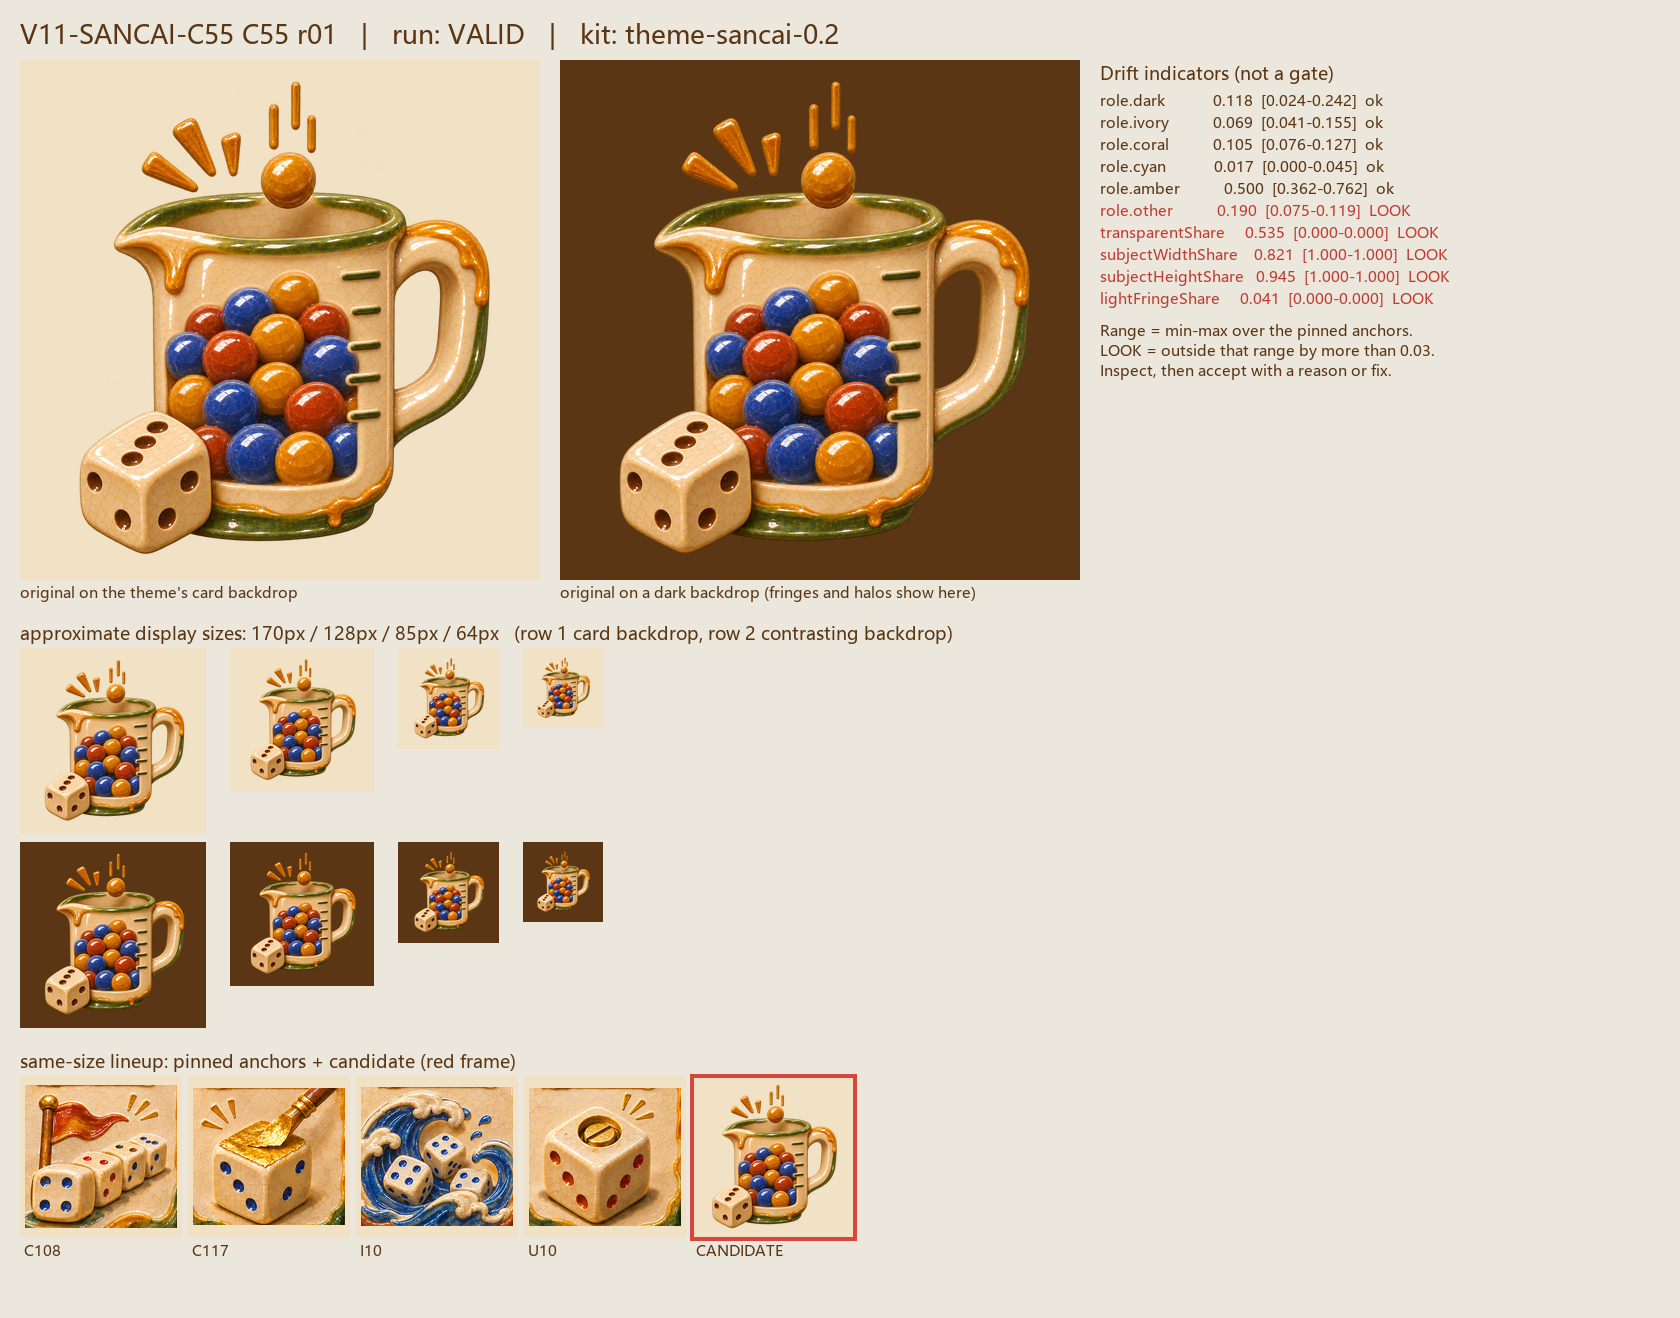 V11-SANCAI-C55 C55 r01 | run: VALID | kit: theme-sancai-0.2
Drift indicators (not a gate)
role.dark 0.118 [0.024-0.242] ok
role.ivory 0.069 [0.041-0.155] ok
role.coral 0.105 [0.076-0.127] ok
role.cyan 0.017 [0.000-0.045] ok
role.amber 0.500 [0.362-0.762] ok
role.other 0.190 [0.075-0.119] LOOK
transparentShare 0.535 [0.000-0.000] LOOK
subjectWidthShare 0.821 [1.000-1.000] LOOK
subjectHeightShare 0.945 [1.000-1.000] LOOK
lightFringeShare 0.041 [0.000-0.000] LOOK
Range = min-max over the pinned anchors.
LOOK = outside that range by more than 0.03.
Inspect, then accept with a reason or fix.
original on the theme's card backdrop
original on a dark backdrop (fringes and halos show here)
approximate display sizes: 170px / 128px / 85px / 64px (row 1 card backdrop, row 2 contrasting backdrop)
same-size lineup: pinned anchors + candidate (red frame)
C108
C117
I10
U10
CANDIDATE